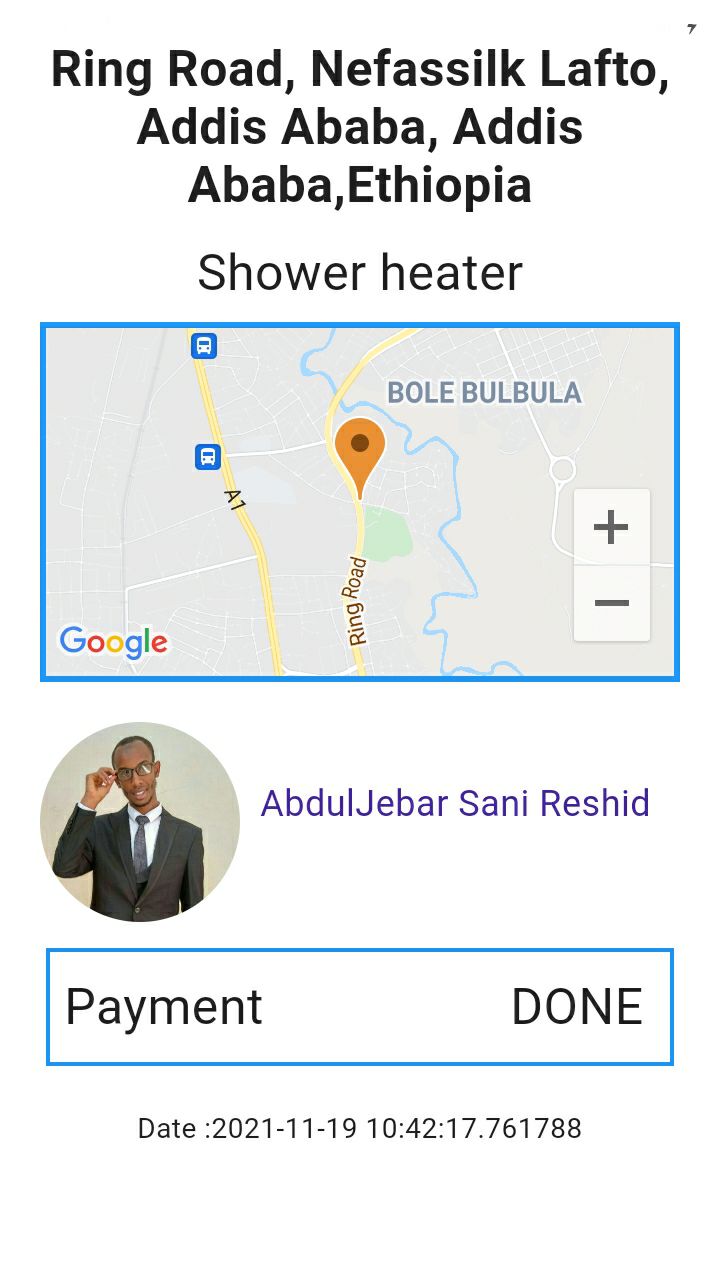 Ring Road, Nefassilk Lafto,
Addis Ababa, Addis
Ababa,Ethiopia
Shower heater
BOLE BULBULA
A1
Ring Road
Google
AbdulJebar Sani Reshid
Payment DONE
Date :2021-11-19 10:42:17.761788